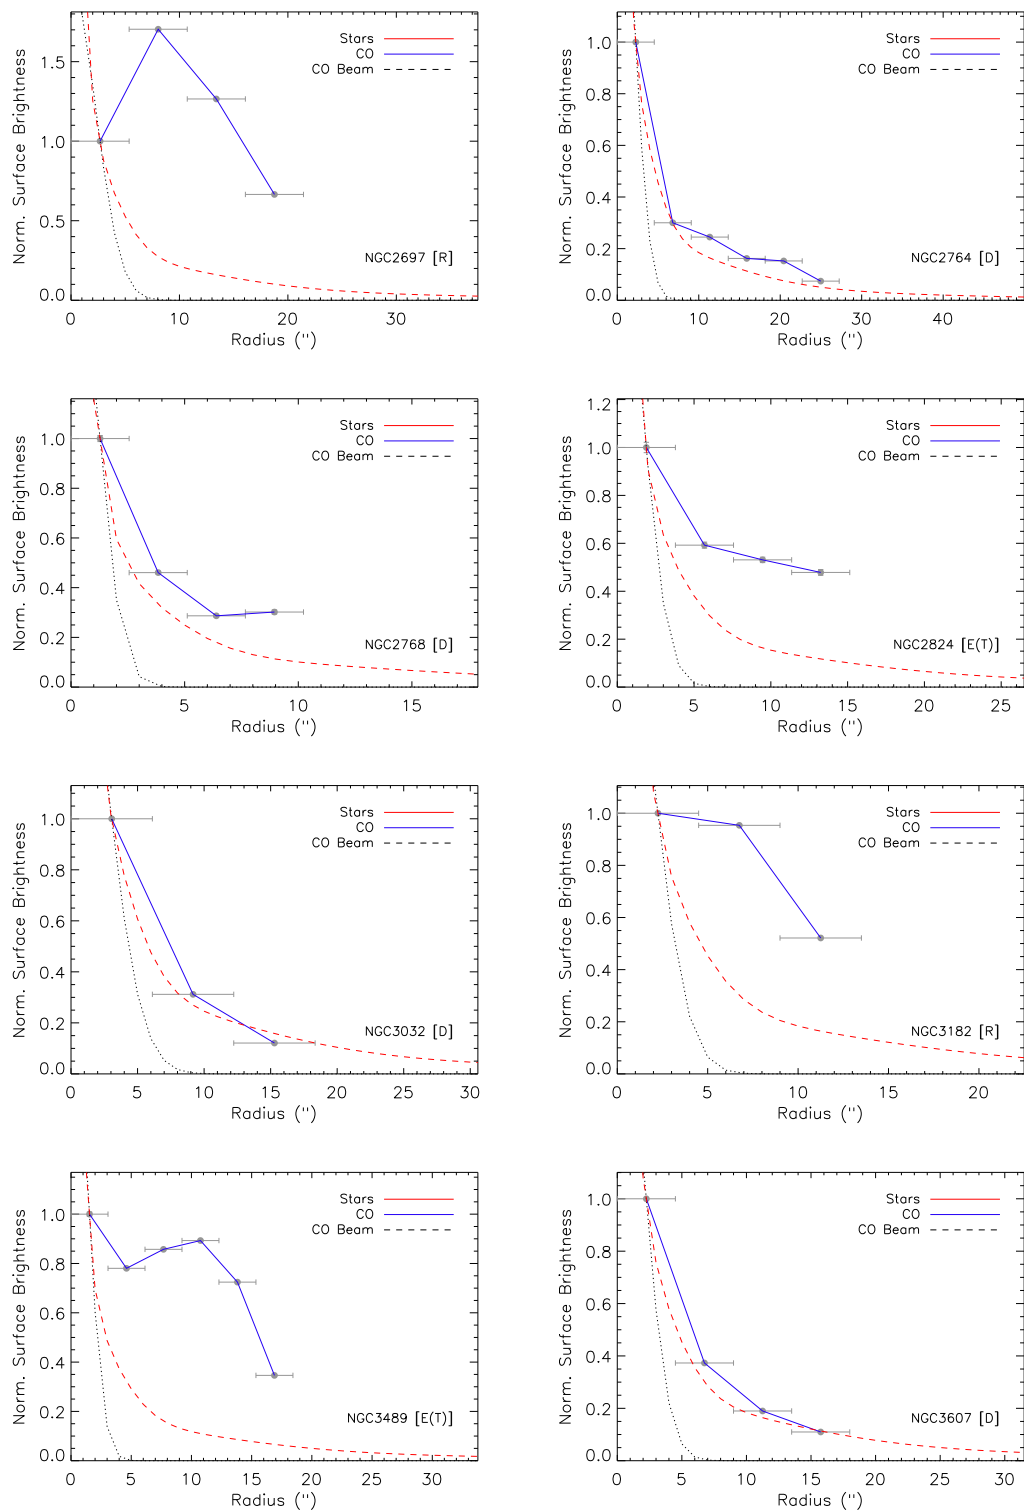 Norm. Surface Brightness
1.5
1.0
0.5
0.0
Stars
CO
CO Beam
NGC2697 [R]
0 10 20 30
Radius (")
Norm. Surface Brightness
1.0
0.8
0.6
0.4
0.2
0.0
Stars
CO
CO Beam
NGC2764 [D]
0 10 20 30 40
Radius (")
Norm. Surface Brightness
1.0
0.8
0.6
0.4
0.2
0.0
Stars
CO
CO Beam
NGC2768 [D]
0 5 10 15
Radius (")
Norm. Surface Brightness
1.2
1.0
0.8
0.6
0.4
0.2
0.0
Stars
CO
CO Beam
NGC2824 [E(T)]
0 5 10 15 20 25
Radius (")
Norm. Surface Brightness
1.0
0.8
0.6
0.4
0.2
0.0
Stars
CO
CO Beam
NGC3032 [D]
0 5 10 15 20 25 30
Radius (")
Norm. Surface Brightness
1.0
0.8
0.6
0.4
0.2
0.0
Stars
CO
CO Beam
NGC3182 [R]
0 5 10 15 20
Radius (")
Norm. Surface Brightness
1.0
0.8
0.6
0.4
0.2
0.0
Stars
CO
CO Beam
NGC3489 [E(T)]
0 5 10 15 20 25 30
Radius (")
Norm. Surface Brightness
1.0
0.8
0.6
0.4
0.2
0.0
Stars
CO
CO Beam
NGC3607 [D]
0 5 10 15 20 25 30
Radius (")